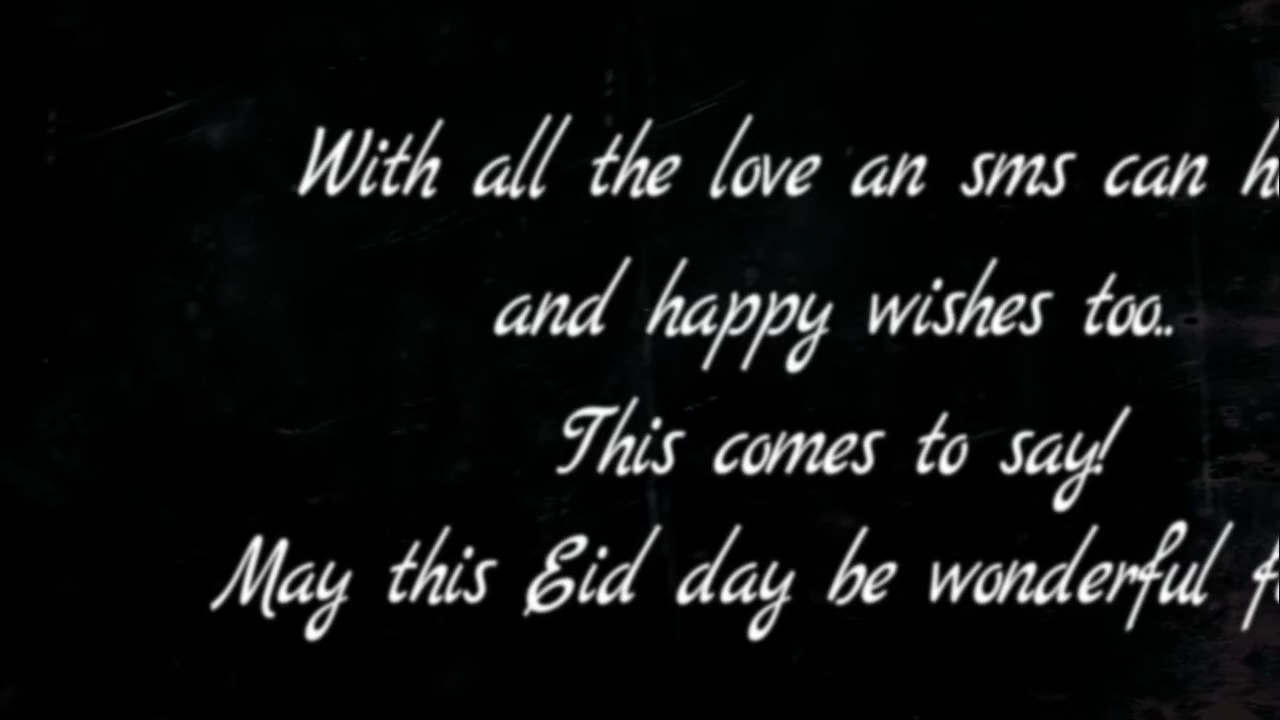 With all the love an sms can
and happy wishes too..
This comes to say!
May this Eid day be wonderful